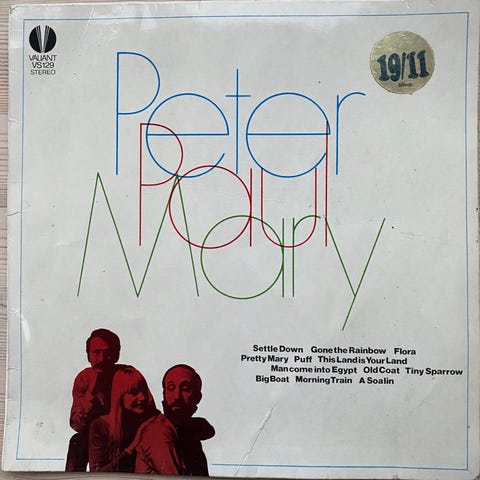 VALIANT
VS129
STEREO
19/11
Peter
Paul
Mary
Settle Down Gone the Rainbow Flora
Pretty Mary Puff This Land is Your Land
Man come into Egypt Old Coat Tiny Sparrow
Big Boat Morning Train A Soalin